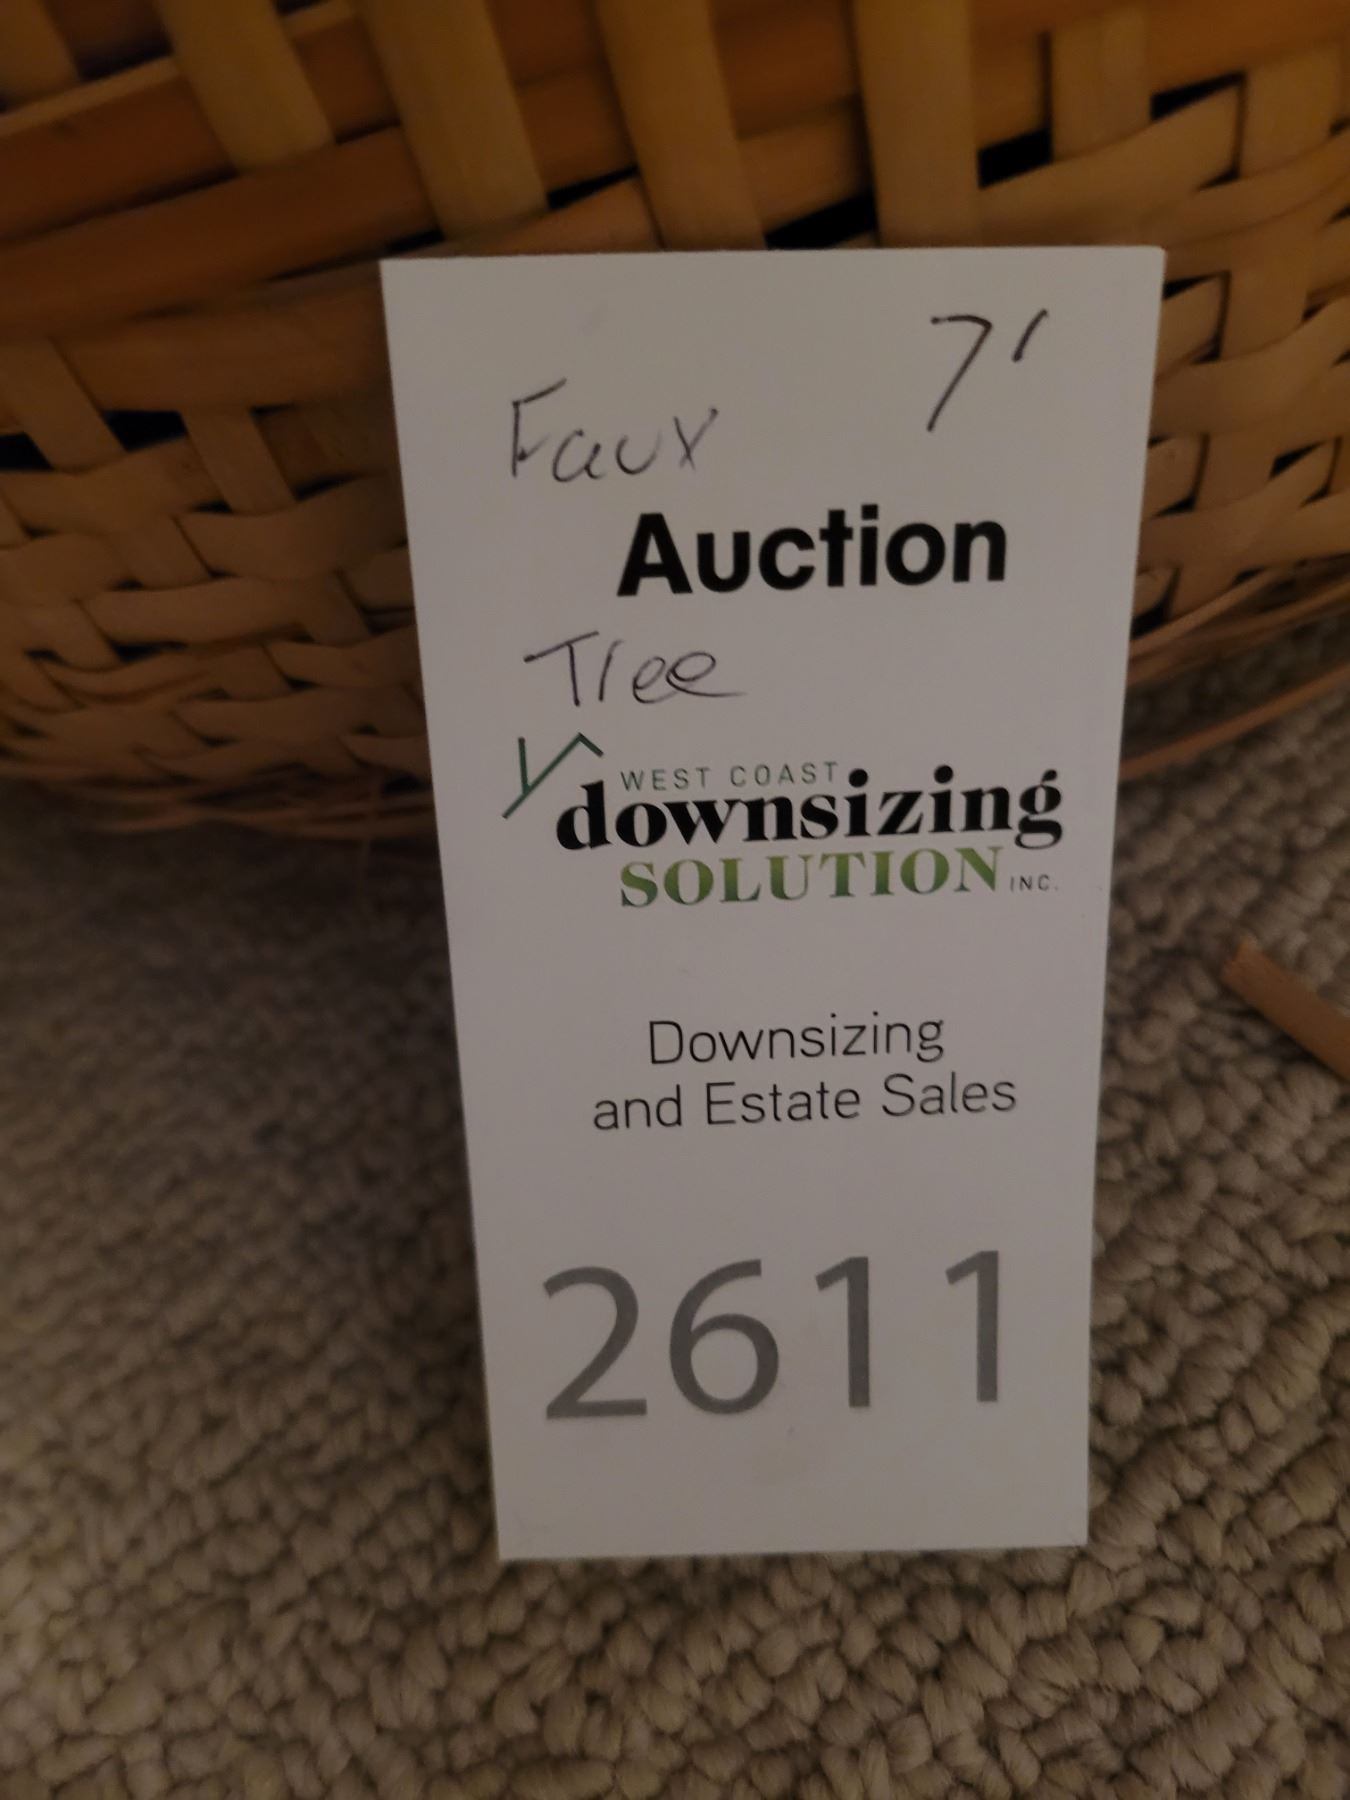 7'
Faux
Auction
Tree
WEST COAST
downsizing
SOLUTION INC.
Downsizing
and Estate Sales
2611